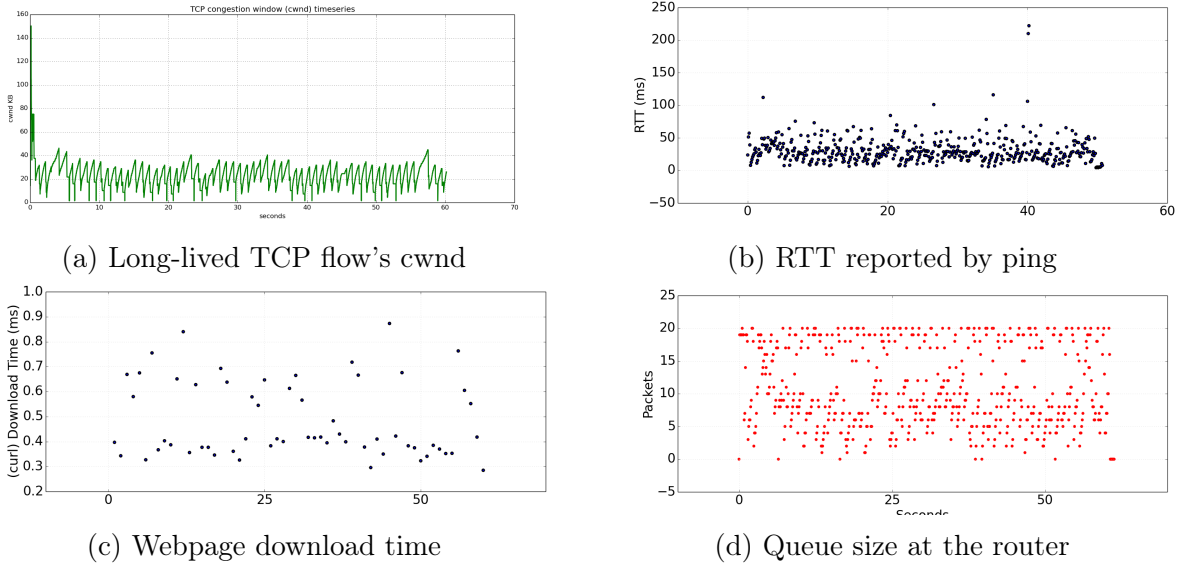 TCP congestion window (cwnd) timeseries
cwnd KB
160
140
120
100
80
60
40
20
0
0 10 20 30 40 50 60 70
seconds
(a) Long-lived TCP flow's cwnd
RTT (ms)
250
200
150
100
50
0
−50
0 20 40 60
(b) RTT reported by ping
(curl) Download Time (ms)
1.0
0.9
0.8
0.7
0.6
0.5
0.4
0.3
0.2
0 25 50
(c) Webpage download time
Packets
25
20
15
10
5
0
−5
0 25 50
Seconds
(d) Queue size at the router